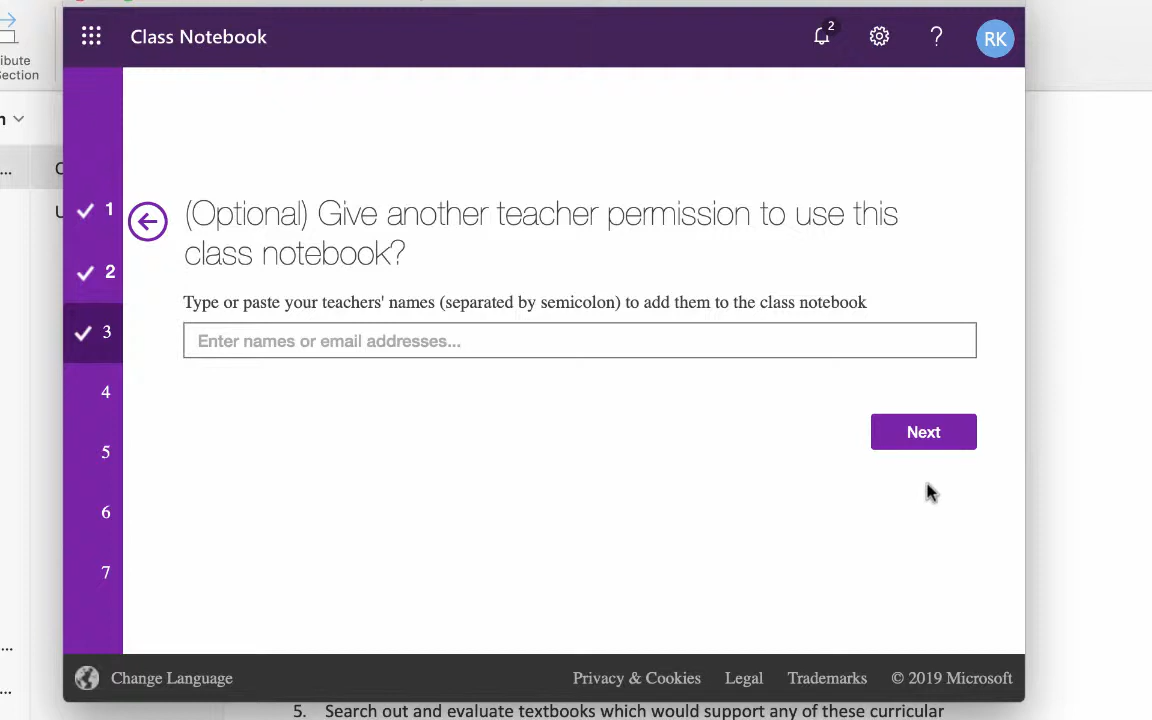 Class Notebook
2
RK
Section
1
2
3
4
5
6
7
(Optional) Give another teacher permission to use this
class notebook?
Type or paste your teachers' names (separated by semicolon) to add them to the class notebook
Enter names or email addresses...
Next
Change Language
Privacy & Cookies
Legal
Trademarks
© 2019 Microsoft
5. Search out and evaluate textbooks which would support any of these curricular